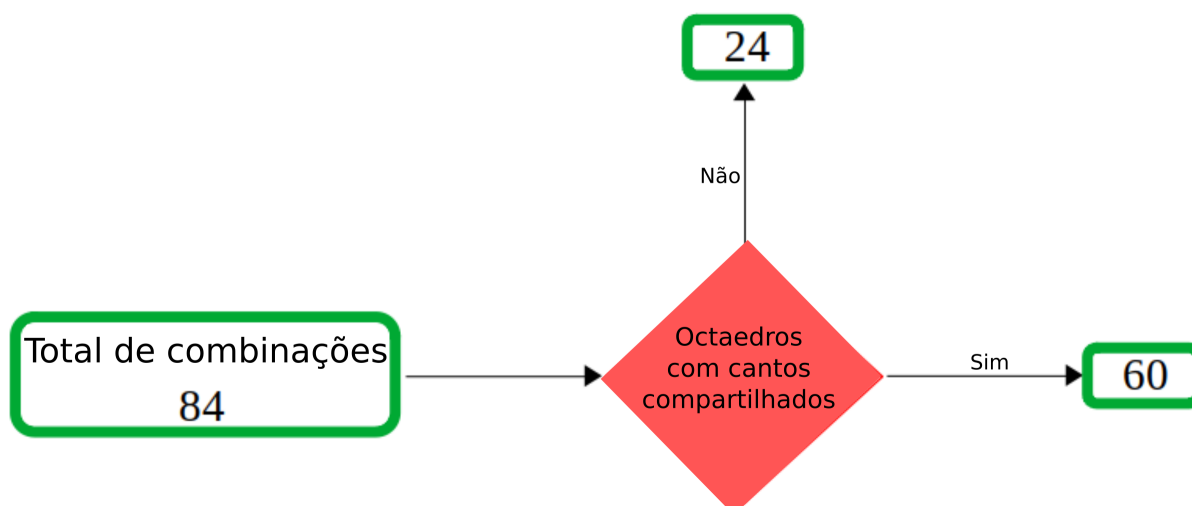 24
Não
Total de combinações
84
Octaedros
com cantos
compartilhados
Sim
60